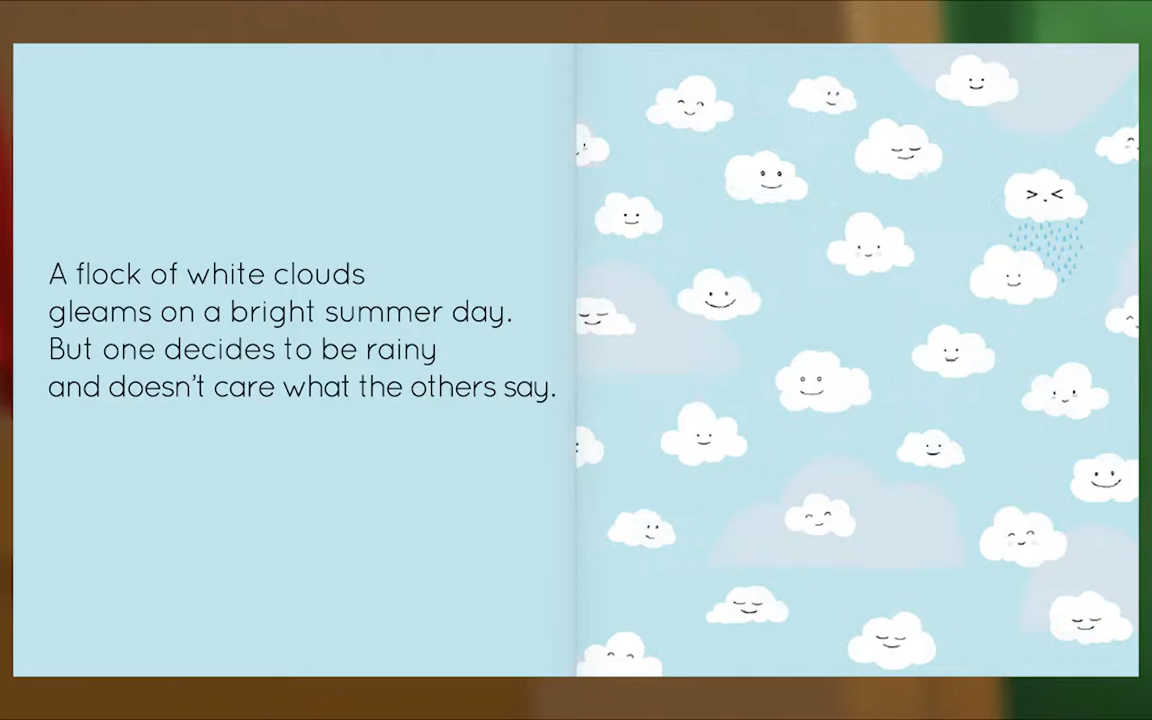 A flock of white clouds
gleams on a bright summer day.
But one decides to be rainy
and doesn't care what the others say.